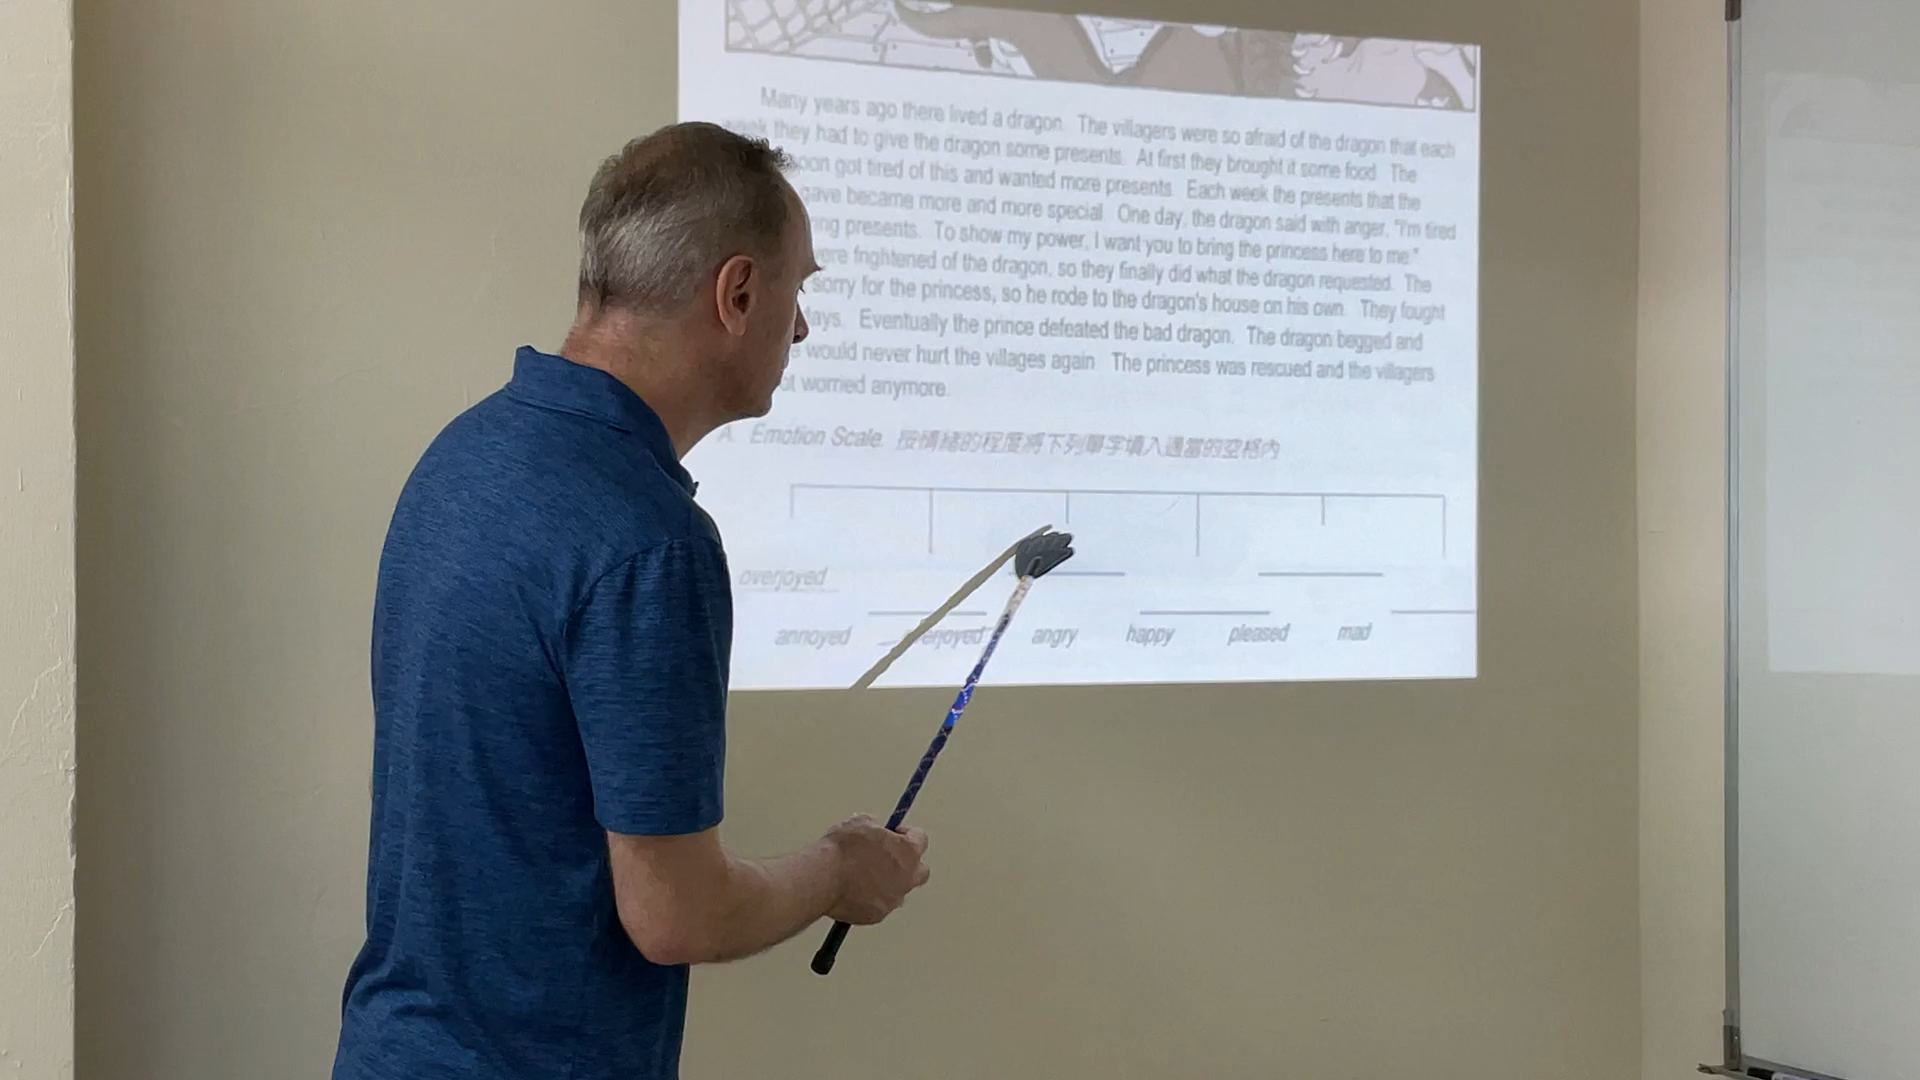 Many years ago there lived a dragon. The villagers were so afraid of the dragon that each
they had to give the dragon some presents. At first they brought it some food. The
soon got tired of this and wanted more presents. Each week the presents that the
gave became more and more special. One day, the dragon said with anger, "I'm tired
presents. To show my power, I want you to bring the princess here to me."
were frightened of the dragon, so they finally did what the dragon requested. The
sorry for the princess, so he rode to the dragon's house on his own. They fought
days. Eventually the prince defeated the bad dragon. The dragon begged and
would never hurt the villages again. The princess was rescued and the villagers
worried anymore.
A. Emotion Scale. 按情緒的程度將下列單字填入適當的空格內
overjoyed
annoyed overjoyed angry happy pleased mad